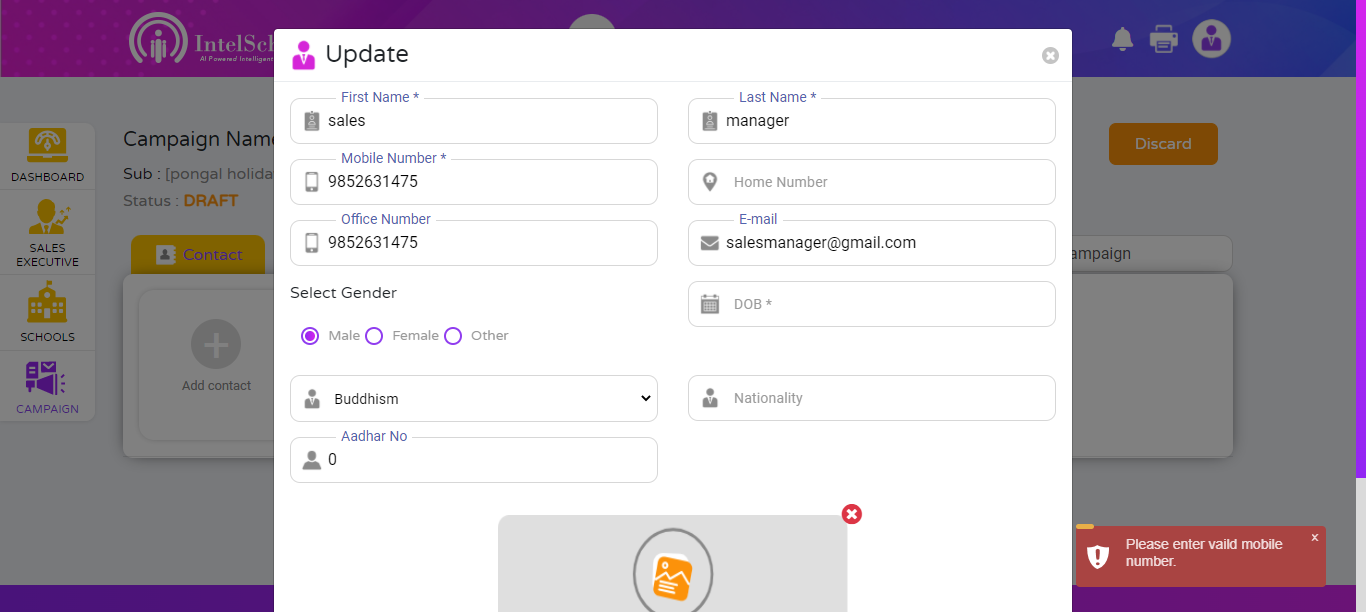 IntelSch
AI Powered Intelligent
Update
First Name *
sales
Last Name *
manager
Mobile Number *
9852631475
Home Number
Office Number
9852631475
E-mail
salesmanager@gmail.com
Select Gender
DOB *
Male
Female
Other
Buddhism
Nationality
Aadhar No
0
DASHBOARD
SALES
EXECUTIVE
SCHOOLS
CAMPAIGN
Campaign Name
Sub : [pongal holida
Status : DRAFT
Discard
Contact
ampaign
Add contact
Please enter vaild mobile
number.
x